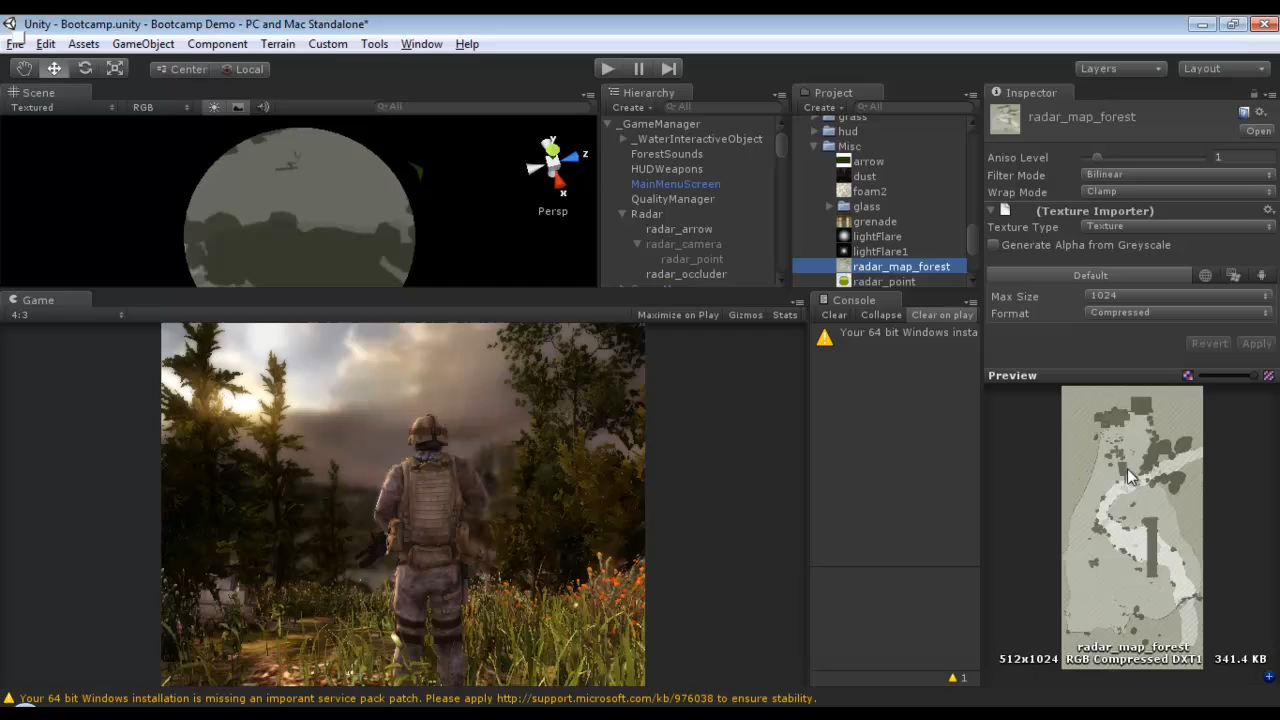 Unity - Bootcamp.unity - Bootcamp Demo - PC and Mac Standalone*
File Edit Assets GameObject Component Terrain Custom Tools Window Help
Center Local Layers Layout
Scene
Textured RGB All
y
z
x
Persp
Hierarchy
Create All
_GameManager
_WaterInteractiveObject
ForestSounds
HUDWeapons
MainMenuScreen
QualityManager
Radar
radar_arrow
radar_camera
radar_point
radar_occluder
Project
Create All
grass
hud
Misc
arrow
dust
foam2
glass
grenade
lightFlare
lightFlare1
radar_map_forest
radar_point
Inspector
radar_map_forest
Open
Aniso Level 1
Filter Mode Bilinear
Wrap Mode Clamp
(Texture Importer)
Texture Type Texture
Generate Alpha from Greyscale
Default
Max Size 1024
Format Compressed
Revert Apply
Preview
radar_map_forest
512x1024 RGB Compressed DXT1 341.4 KB
Game
4:3 Maximize on Play Gizmos Stats
Console
Clear Collapse Clear on play
Your 64 bit Windows insta
1
Your 64 bit Windows installation is missing an imporant service pack patch. Please apply http://support.microsoft.com/kb/976038 to ensure stability.